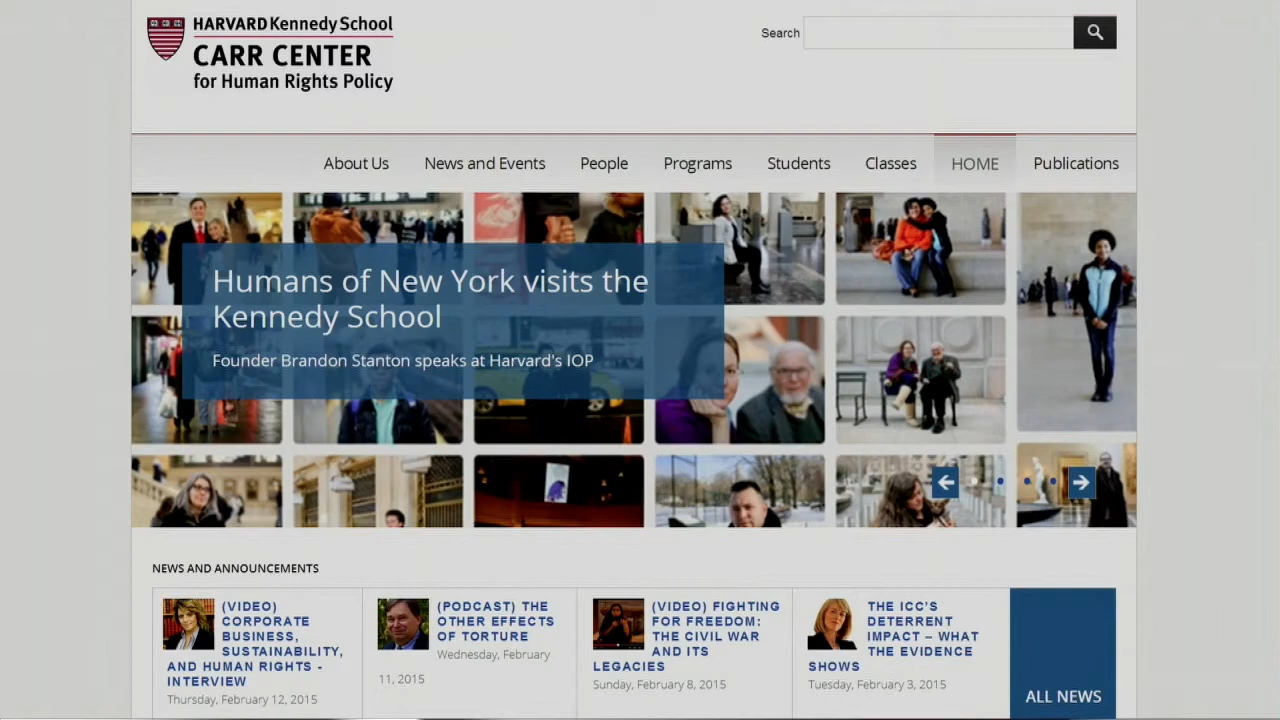 HARVARD Kennedy School
CARR CENTER
for Human Rights Policy
Search
About Us News and Events People Programs Students Classes HOME Publications
Humans of New York visits the
Kennedy School
Founder Brandon Stanton speaks at Harvard's IOP
NEWS AND ANNOUNCEMENTS
(VIDEO)
CORPORATE
BUSINESS,
SUSTAINABILITY,
AND HUMAN RIGHTS -
INTERVIEW
Thursday, February 12, 2015
(PODCAST) THE
OTHER EFFECTS
OF TORTURE
Wednesday, February
11, 2015
(VIDEO) FIGHTING
FOR FREEDOM:
THE CIVIL WAR
AND ITS
LEGACIES
Sunday, February 8, 2015
THE ICC'S
DETERRENT
IMPACT – WHAT
THE EVIDENCE
SHOWS
Tuesday, February 3, 2015
ALL NEWS